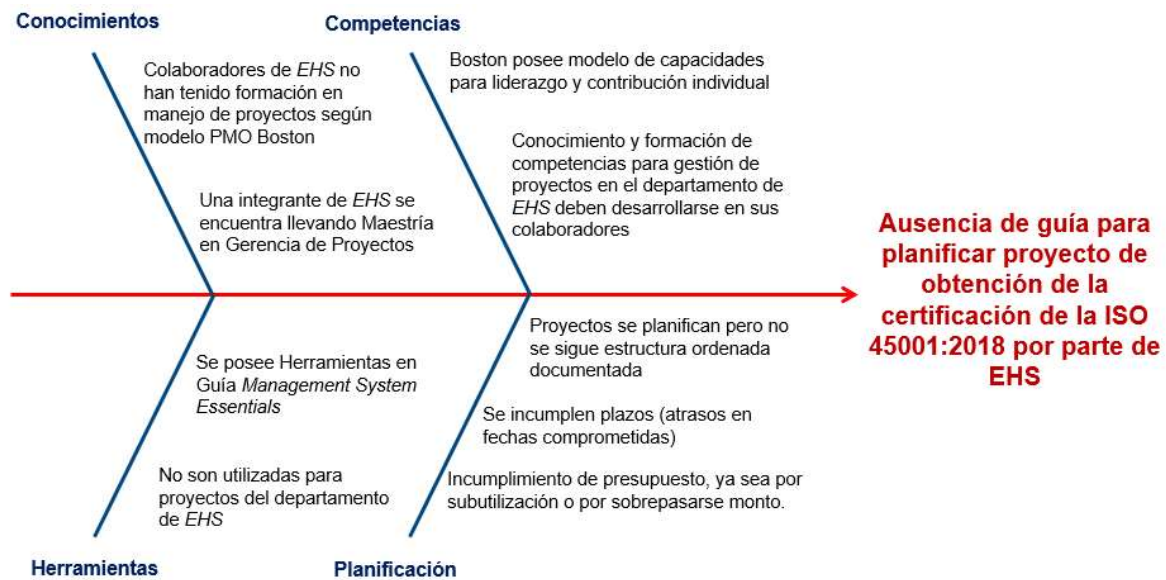 Conocimientos
Competencias
Colaboradores de EHS no
han tenido formación en
manejo de proyectos según
modelo PMO Boston
Una integrante de EHS se
encuentra llevando Maestría
en Gerencia de Proyectos
Boston posee modelo de capacidades
para liderazgo y contribución individual
Conocimiento y formación de
competencias para gestión de
proyectos en el departamento de
EHS deben desarrollarse en sus
colaboradores
Ausencia de guía para
planificar proyecto de
obtención de la
certificación de la ISO
45001:2018 por parte de
EHS
Se posee Herramientas en
Guía Management System
Essentials
No son utilizadas para
proyectos del departamento
de EHS
Proyectos se planifican pero no
se sigue estructura ordenada
documentada
Se incumplen plazos (atrasos en
fechas comprometidas)
Incumplimiento de presupuesto, ya sea por
subutilización o por sobrepasarse monto.
Herramientas
Planificación